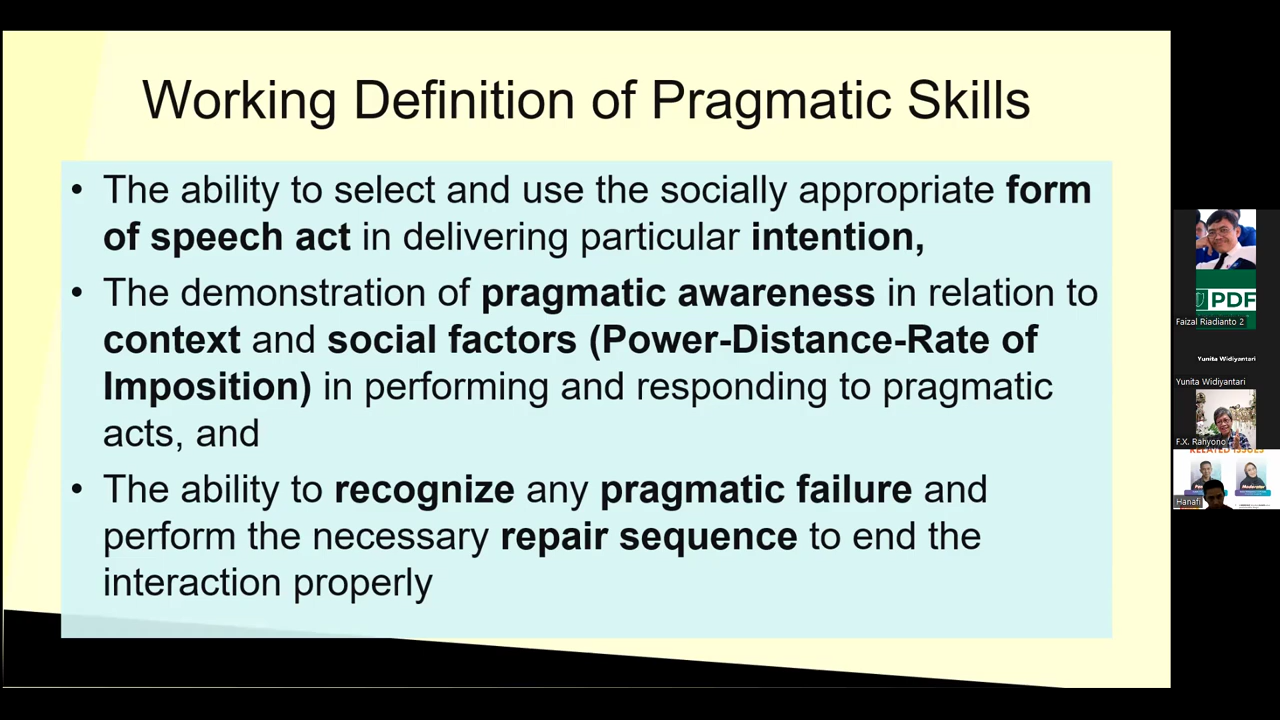 Working Definition of Pragmatic Skills
• The ability to select and use the socially appropriate form
of speech act in delivering particular intention,
• The demonstration of pragmatic awareness in relation to
context and social factors (Power-Distance-Rate of
Imposition) in performing and responding to pragmatic
acts, and
• The ability to recognize any pragmatic failure and
perform the necessary repair sequence to end the
interaction properly
PDF
Faizal Riadianto 2
Yunita Widiyantari
Yunita Widiyantari
F.X. Rahyono
RELATED ISSUES
Moderator
Hanafi